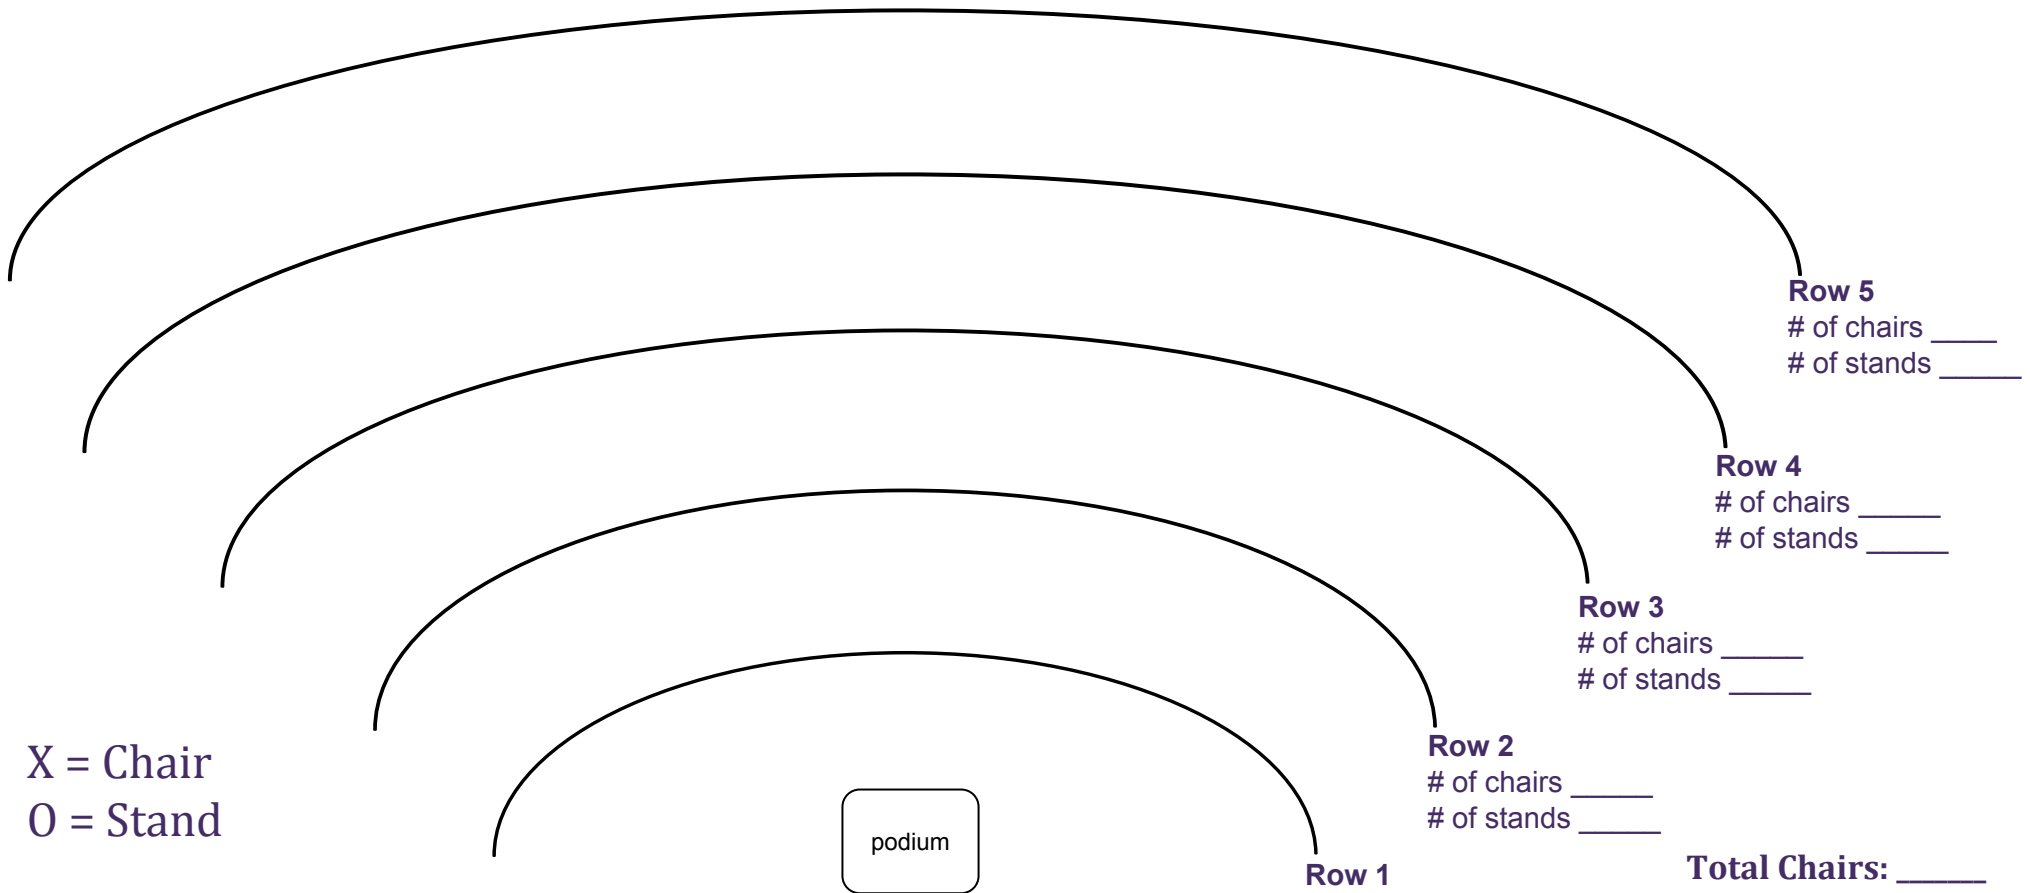 Row 5
# of chairs ____
# of stands _____
Row 4
# of chairs _____
# of stands _____
Row 3
# of chairs _____
# of stands _____
Row 2
# of chairs _____
# of stands _____
X = Chair
O = Stand
podium
Row 1
Total Chairs: ______